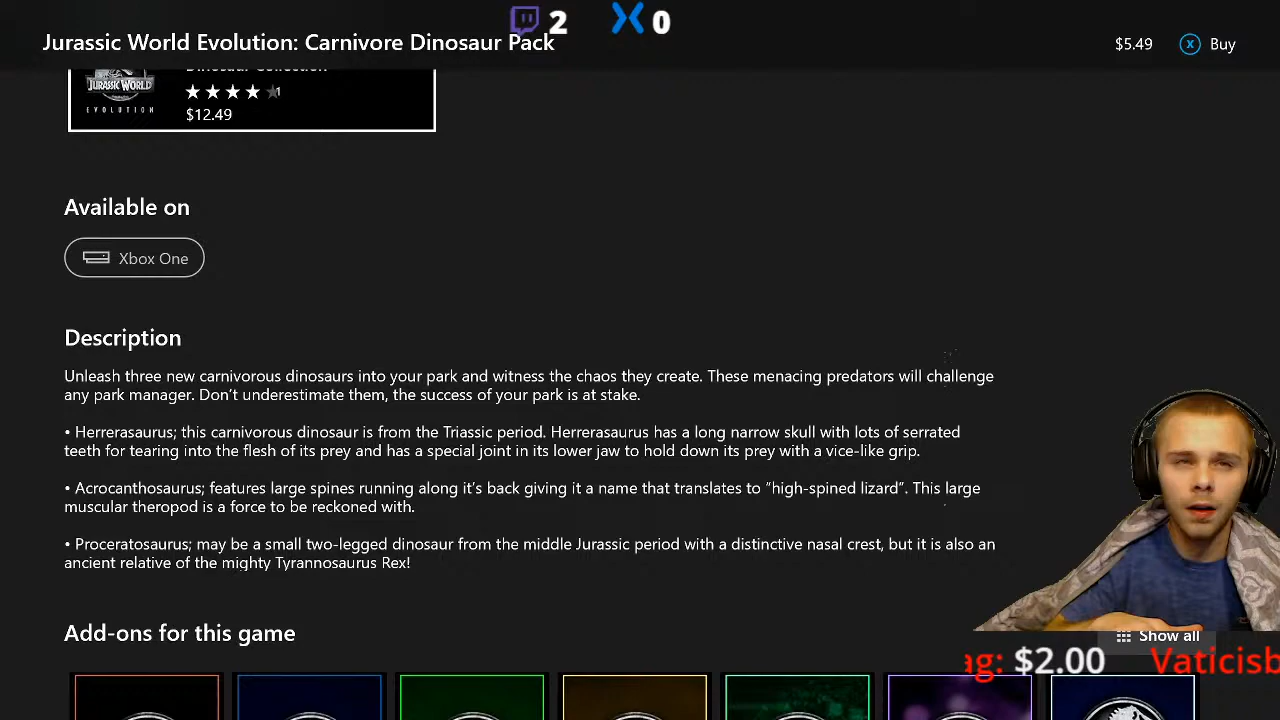 2 0
Jurassic World Evolution: Carnivore Dinosaur Pack
$5.49 X Buy
Dinosaur Collection
JURASSIC WORLD
EVOLUTION
1
$12.49
Available on
Xbox One
Description
Unleash three new carnivorous dinosaurs into your park and witness the chaos they create. These menacing predators will challenge
any park manager. Don't underestimate them, the success of your park is at stake.
• Herrerasaurus; this carnivorous dinosaur is from the Triassic period. Herrerasaurus has a long narrow skull with lots of serrated
teeth for tearing into the flesh of its prey and has a special joint in its lower jaw to hold down its prey with a vice-like grip.
• Acrocanthosaurus; features large spines running along it's back giving it a name that translates to “high-spined lizard”. This large
muscular theropod is a force to be reckoned with.
• Proceratosaurus; may be a small two-legged dinosaur from the middle Jurassic period with a distinctive nasal crest, but it is also an
ancient relative of the mighty Tyrannosaurus Rex!
Add-ons for this game
Show all
ag: $2.00 Vaticisb